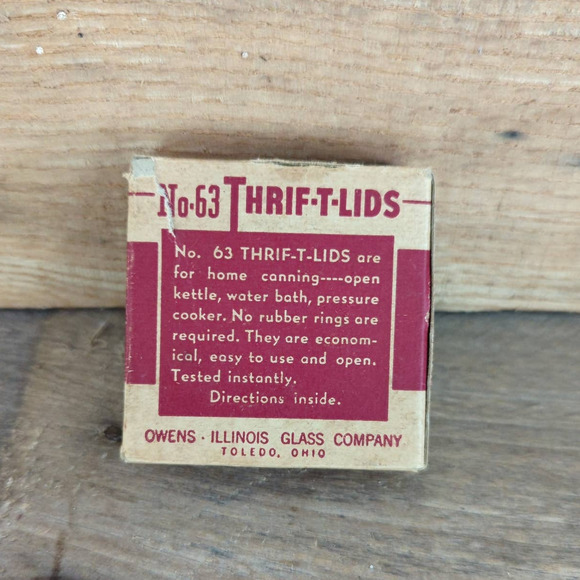 No.63 THRIF-T-LIDS
No. 63 THRIF-T-LIDS are
for home canning----open
kettle, water bath, pressure
cooker. No rubber rings are
required. They are econom-
ical, easy to use and open.
Tested instantly.
Directions inside.
OWENS · ILLINOIS GLASS COMPANY
TOLEDO, OHIO